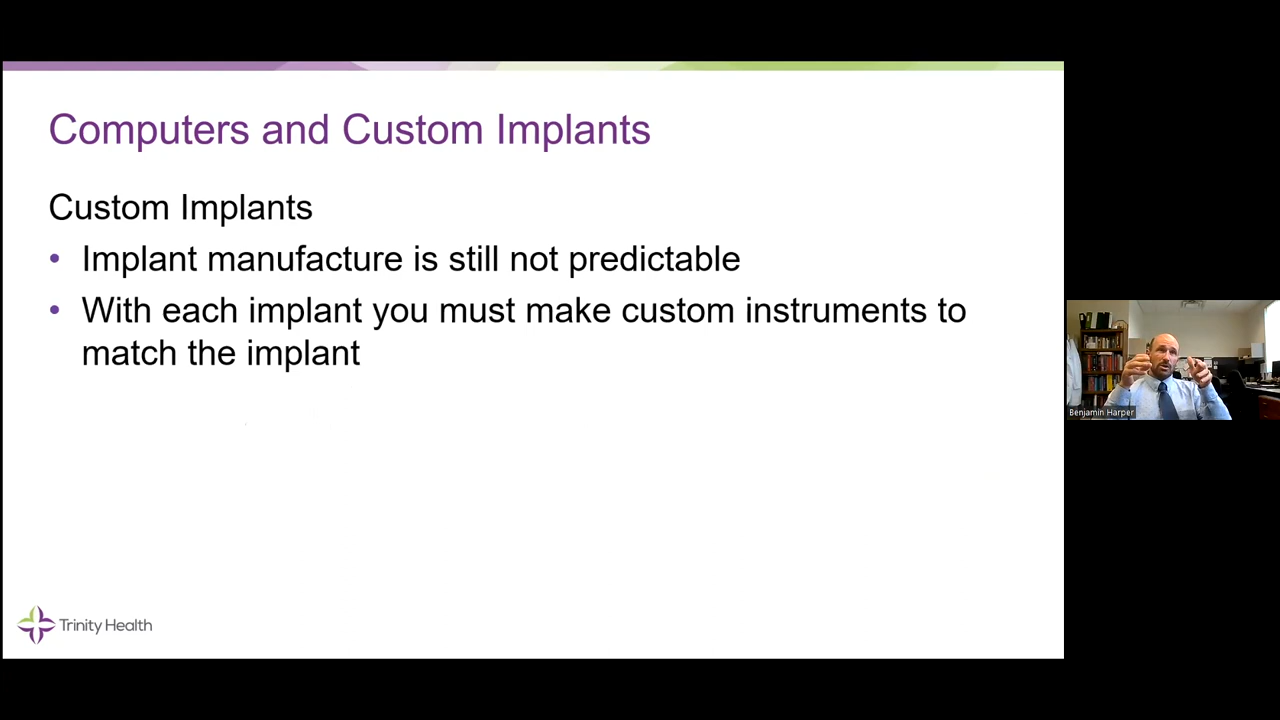 Computers and Custom Implants
Custom Implants
• Implant manufacture is still not predictable
• With each implant you must make custom instruments to
match the implant
Benjamin Harper
Trinity Health